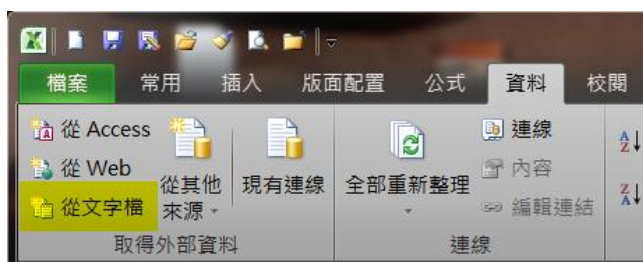 檔案 常用 插入 版面配置 公式 資料 校閱
從 Access
從 Web
從文字檔
從其他
來源
現有連線
取得外部資料
全部重新整理
連線
內容
編輯連結
連線
A
Z
Z
A